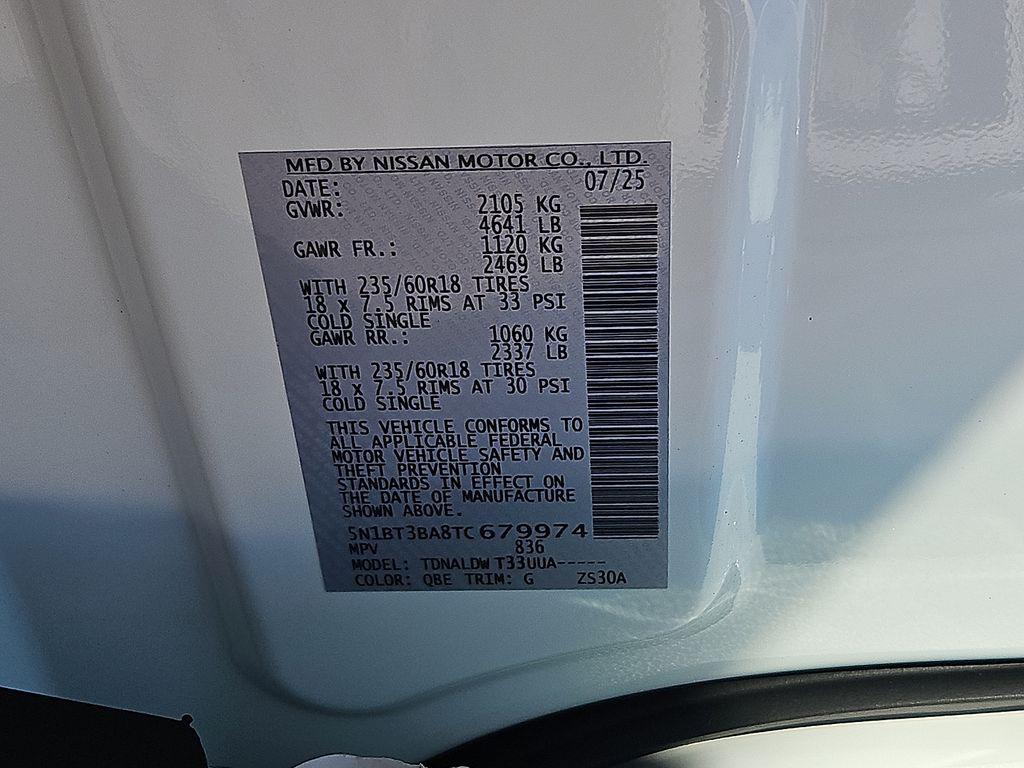 MFD BY NISSAN MOTOR CO., LTD.
DATE: 07/25
GVWR: 2105 KG
4641 LB
GAWR FR.: 1120 KG
2469 LB
WITH 235/60R18 TIRES
18 X 7.5 RIMS AT 33 PSI
COLD SINGLE
GAWR RR.: 1060 KG
2337 LB
WITH 235/60R18 TIRES
18 X 7.5 RIMS AT 30 PSI
COLD SINGLE
THIS VEHICLE CONFORMS TO
ALL APPLICABLE FEDERAL
MOTOR VEHICLE SAFETY AND
THEFT PREVENTION
STANDARDS IN EFFECT ON
THE DATE OF MANUFACTURE
SHOWN ABOVE.
5N1BT3BA8TC679974
MPV 836
MODEL: TDNALDW T33UUA-----
COLOR: QBE TRIM: G ZS30A